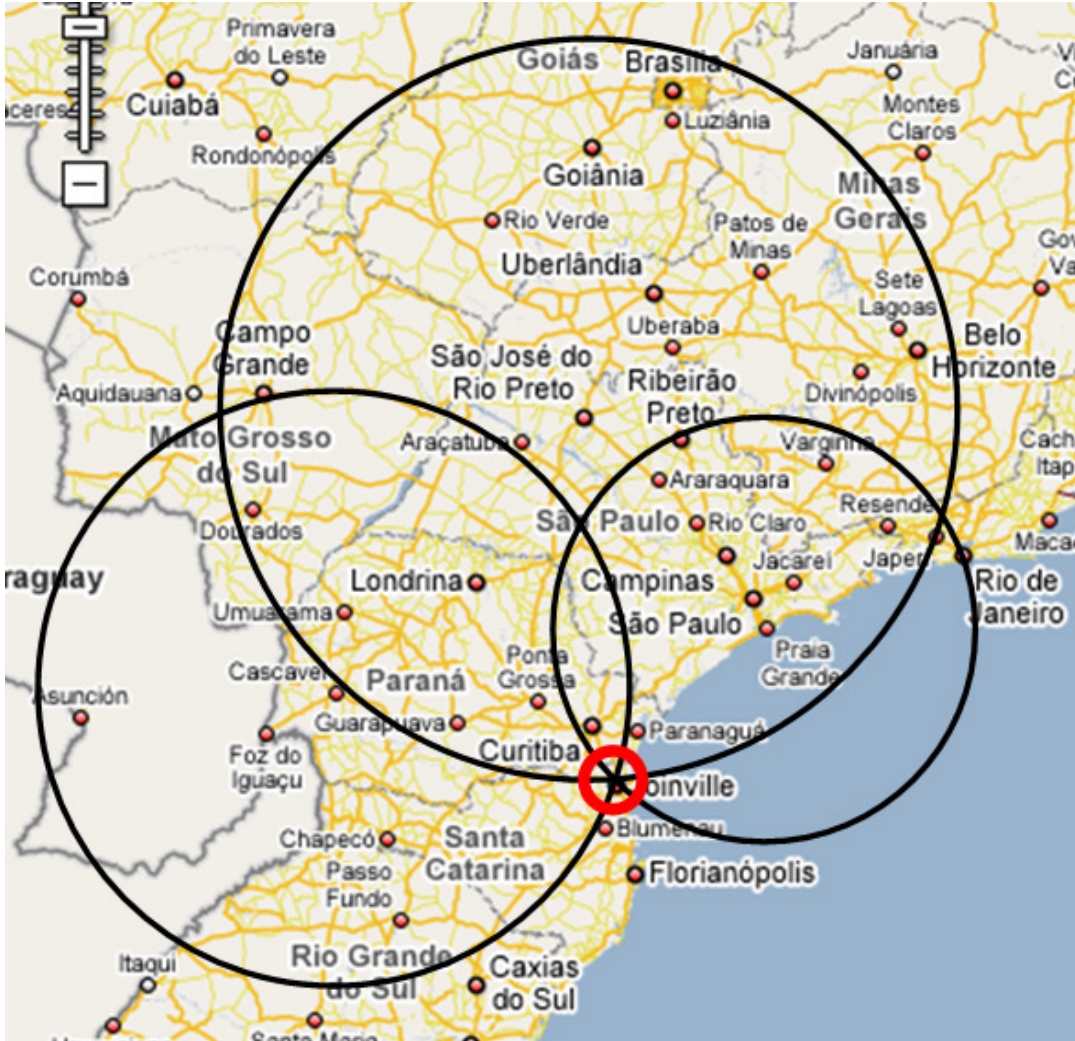 Goiás
Brasília
Primavera
do Leste
Januária
Cuiabá
Montes
Claros
Luziânia
Rondonópolis
Goiânia
Minas
Gerais
Rio Verde
Patos de
Minas
Uberlândia
Corumbá
Sete
Lagoas
Campo
Grande
Uberaba
Belo
Horizonte
São José do
Rio Preto
Ribeirão
Preto
Aquidauana
Divinópolis
Mato Grosso
do Sul
Araçatuba
Varginha
Araraquara
Resende
Dourados
São Paulo
Rio Claro
Japeri
Londrina
Campinas
Jacareí
Rio de
Janeiro
Umuarama
São Paulo
Praia
Grande
Ponta
Grossa
Cascavel
Paraná
Asunción
Guarapuava
Paranaguá
Foz do
Iguaçu
Curitiba
oinville
Blumenau
Chapecó
Santa
Catarina
Florianópolis
Passo
Fundo
Itaqui
Rio Grande
do Sul
Caxias
do Sul